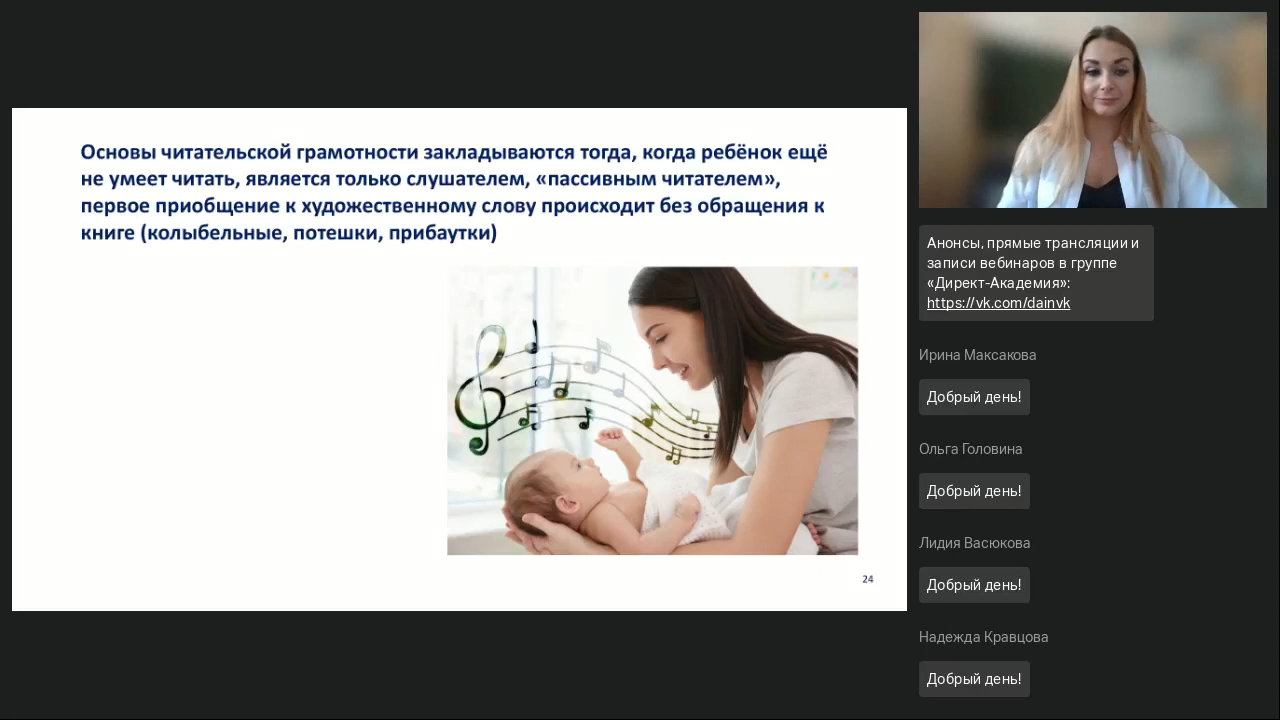 Основы читательской грамотности закладываются тогда, когда ребёнок ещё
не умеет читать, является только слушателем, «пассивным читателем»,
первое приобщение к художественному слову происходит без обращения к
книге (колыбельные, потешки, прибаутки)
24
Анонсы, прямые трансляции и
записи вебинаров в группе
«Директ-Академия»:
https://vk.com/dainvk
Ирина Максакова
Добрый день!
Ольга Головина
Добрый день!
Лидия Васюкова
Добрый день!
Надежда Кравцова
Добрый день!